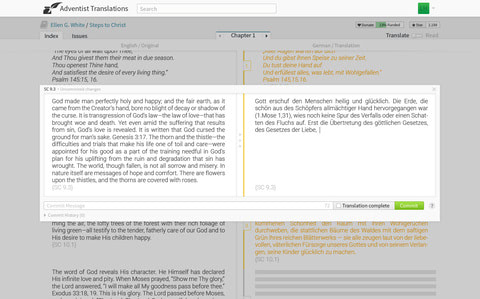 Adventist Translations
Search
Ellen G. White / Steps to Christ
Donate
Star
Index
Issues
Chapter 1
Translate
Read
English / Original
German / Translation
The eyes of all wait upon Thee,
And Thou givest them their meat in due season.
Thou openest Thine hand,
And satisfiest the desire of every living thing."
Psalm 145:15, 16.
"Aller Augen warten auf dich
Und du gibst ihnen Speise zu seiner Zeit.
Du tust deine Hand auf
Und erfüllest alles, was lebt, mit Wohlgefallen."
Psalm 145:15, 16.
SC 9.3
Uncommitted changes
God made man perfectly holy and happy; and the fair earth, as it
came from the Creator's hand, bore no blight of decay or shadow of
the curse. It is transgression of God's law—the law of love—that has
brought woe and death. Yet even amid the suffering that results
from sin, God's love is revealed. It is written that God cursed the
ground for man's sake. Genesis 3:17. The thorn and the thistle—the
difficulties and trials that make his life one of toil and care—were
appointed for his good as a part of the training needful in God's
plan for his uplifting from the ruin and degradation that sin has
wrought. The world, though fallen, is not all sorrow and misery. In
nature itself are messages of hope and comfort. There are flowers
upon the thistles, and the thorns are covered with roses.
{SC 9.3}
Gott erschuf den Menschen heilig und glücklich. Die Erde, die
schön aus des Schöpfers allmächtiger Hand hervorgegangen war
(1.Mose 1,31), wies noch keine Spur des Verfalls oder einen Schat-
ten des Fluchs auf. Erst die Übertretung des göttlichen Gesetzes,
des Gesetzes der Liebe,
{SC 9.3}
Commit Message
Translation complete
Commit
?
Commit History (0)
ming the air, the lofty trees of the forest with their rich foliage of
living green—all testify to the tender, fatherly care of our God and to
His desire to make His children happy.
{SC 10.1}
kommenes Schönheit den Raum mit ihren Wohlgerüchen
durchweben, die stattlichen Bäume des Waldes mit dem saftigen
Grün ihres reichen Blätterwerks — sie alle zeugen laut von der liebe-
vollen, väterlichen Fürsorge unseres Gottes und von seinem Verlan-
gen, seine Kinder glücklich zu machen.
{SC 10.1}
The word of God reveals His character. He Himself has declared
His infinite love and pity. When Moses prayed, "Show me Thy glory,"
the Lord answered, "I will make all My goodness pass before thee."
Exodus 33:18, 19. This is His glory. The Lord passed before Moses,